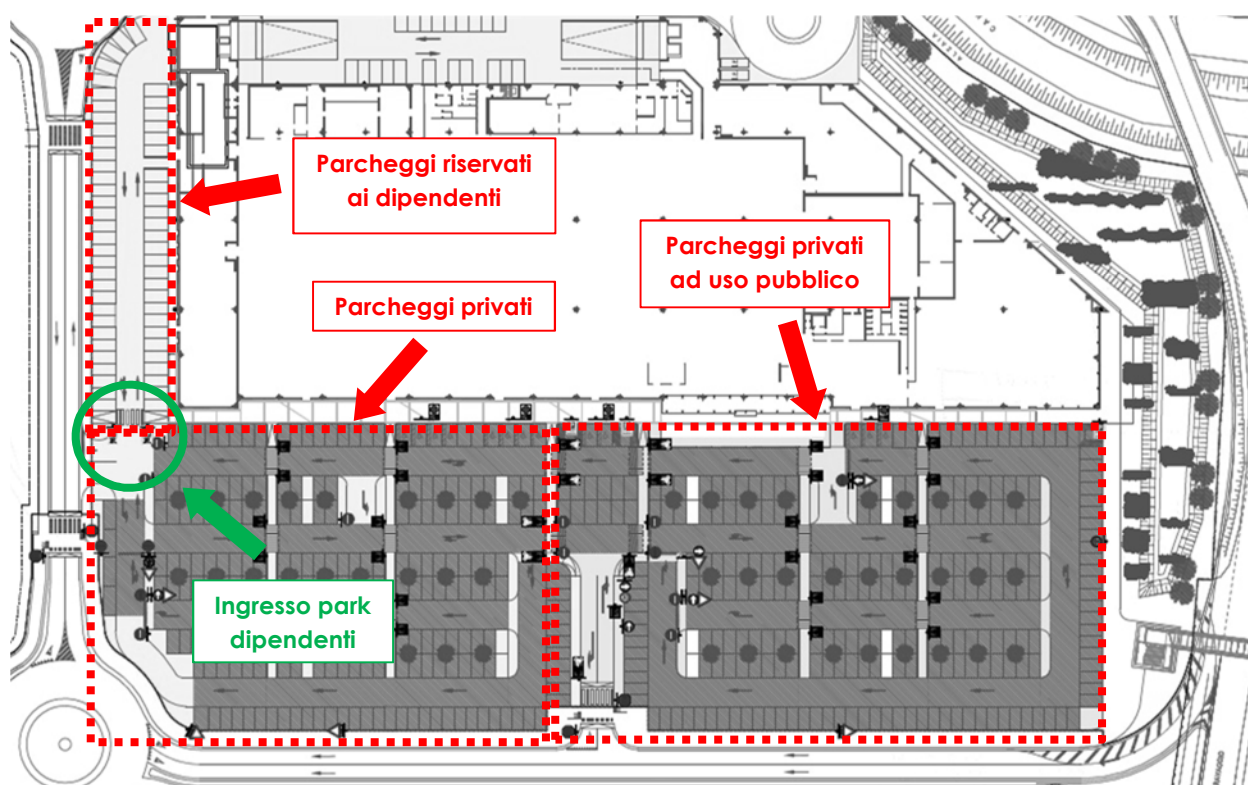 Parcheggi riservati
ai dipendenti
Parcheggi privati
ad uso pubblico
Parcheggi privati
Ingresso park
dipendenti